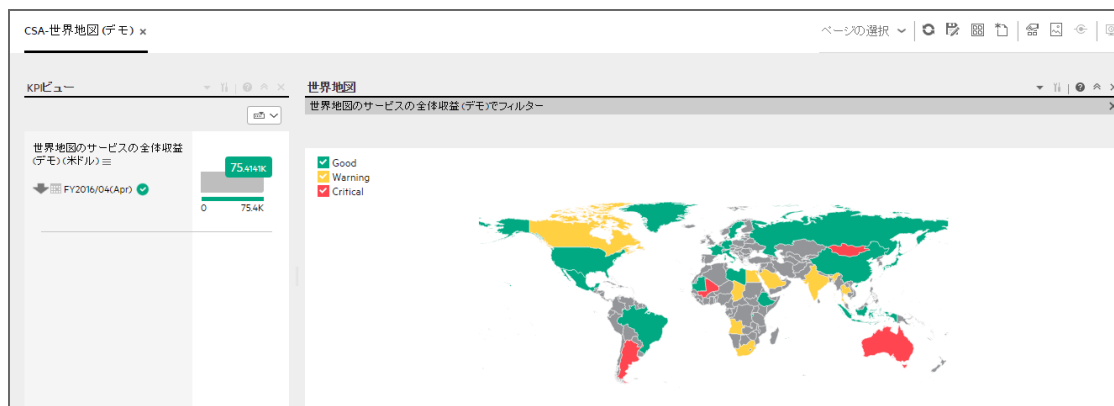 CSA-世界地図 (デモ) ×
ページの選択
KPIビュー
世界地図
世界地図のサービスの全体収益 (デモ)でフィルター
世界地図のサービスの全体収益
(デモ) (米ドル)
75.4141K
FY2016/04(Apr)
0
75.4K
Good
Warning
Critical